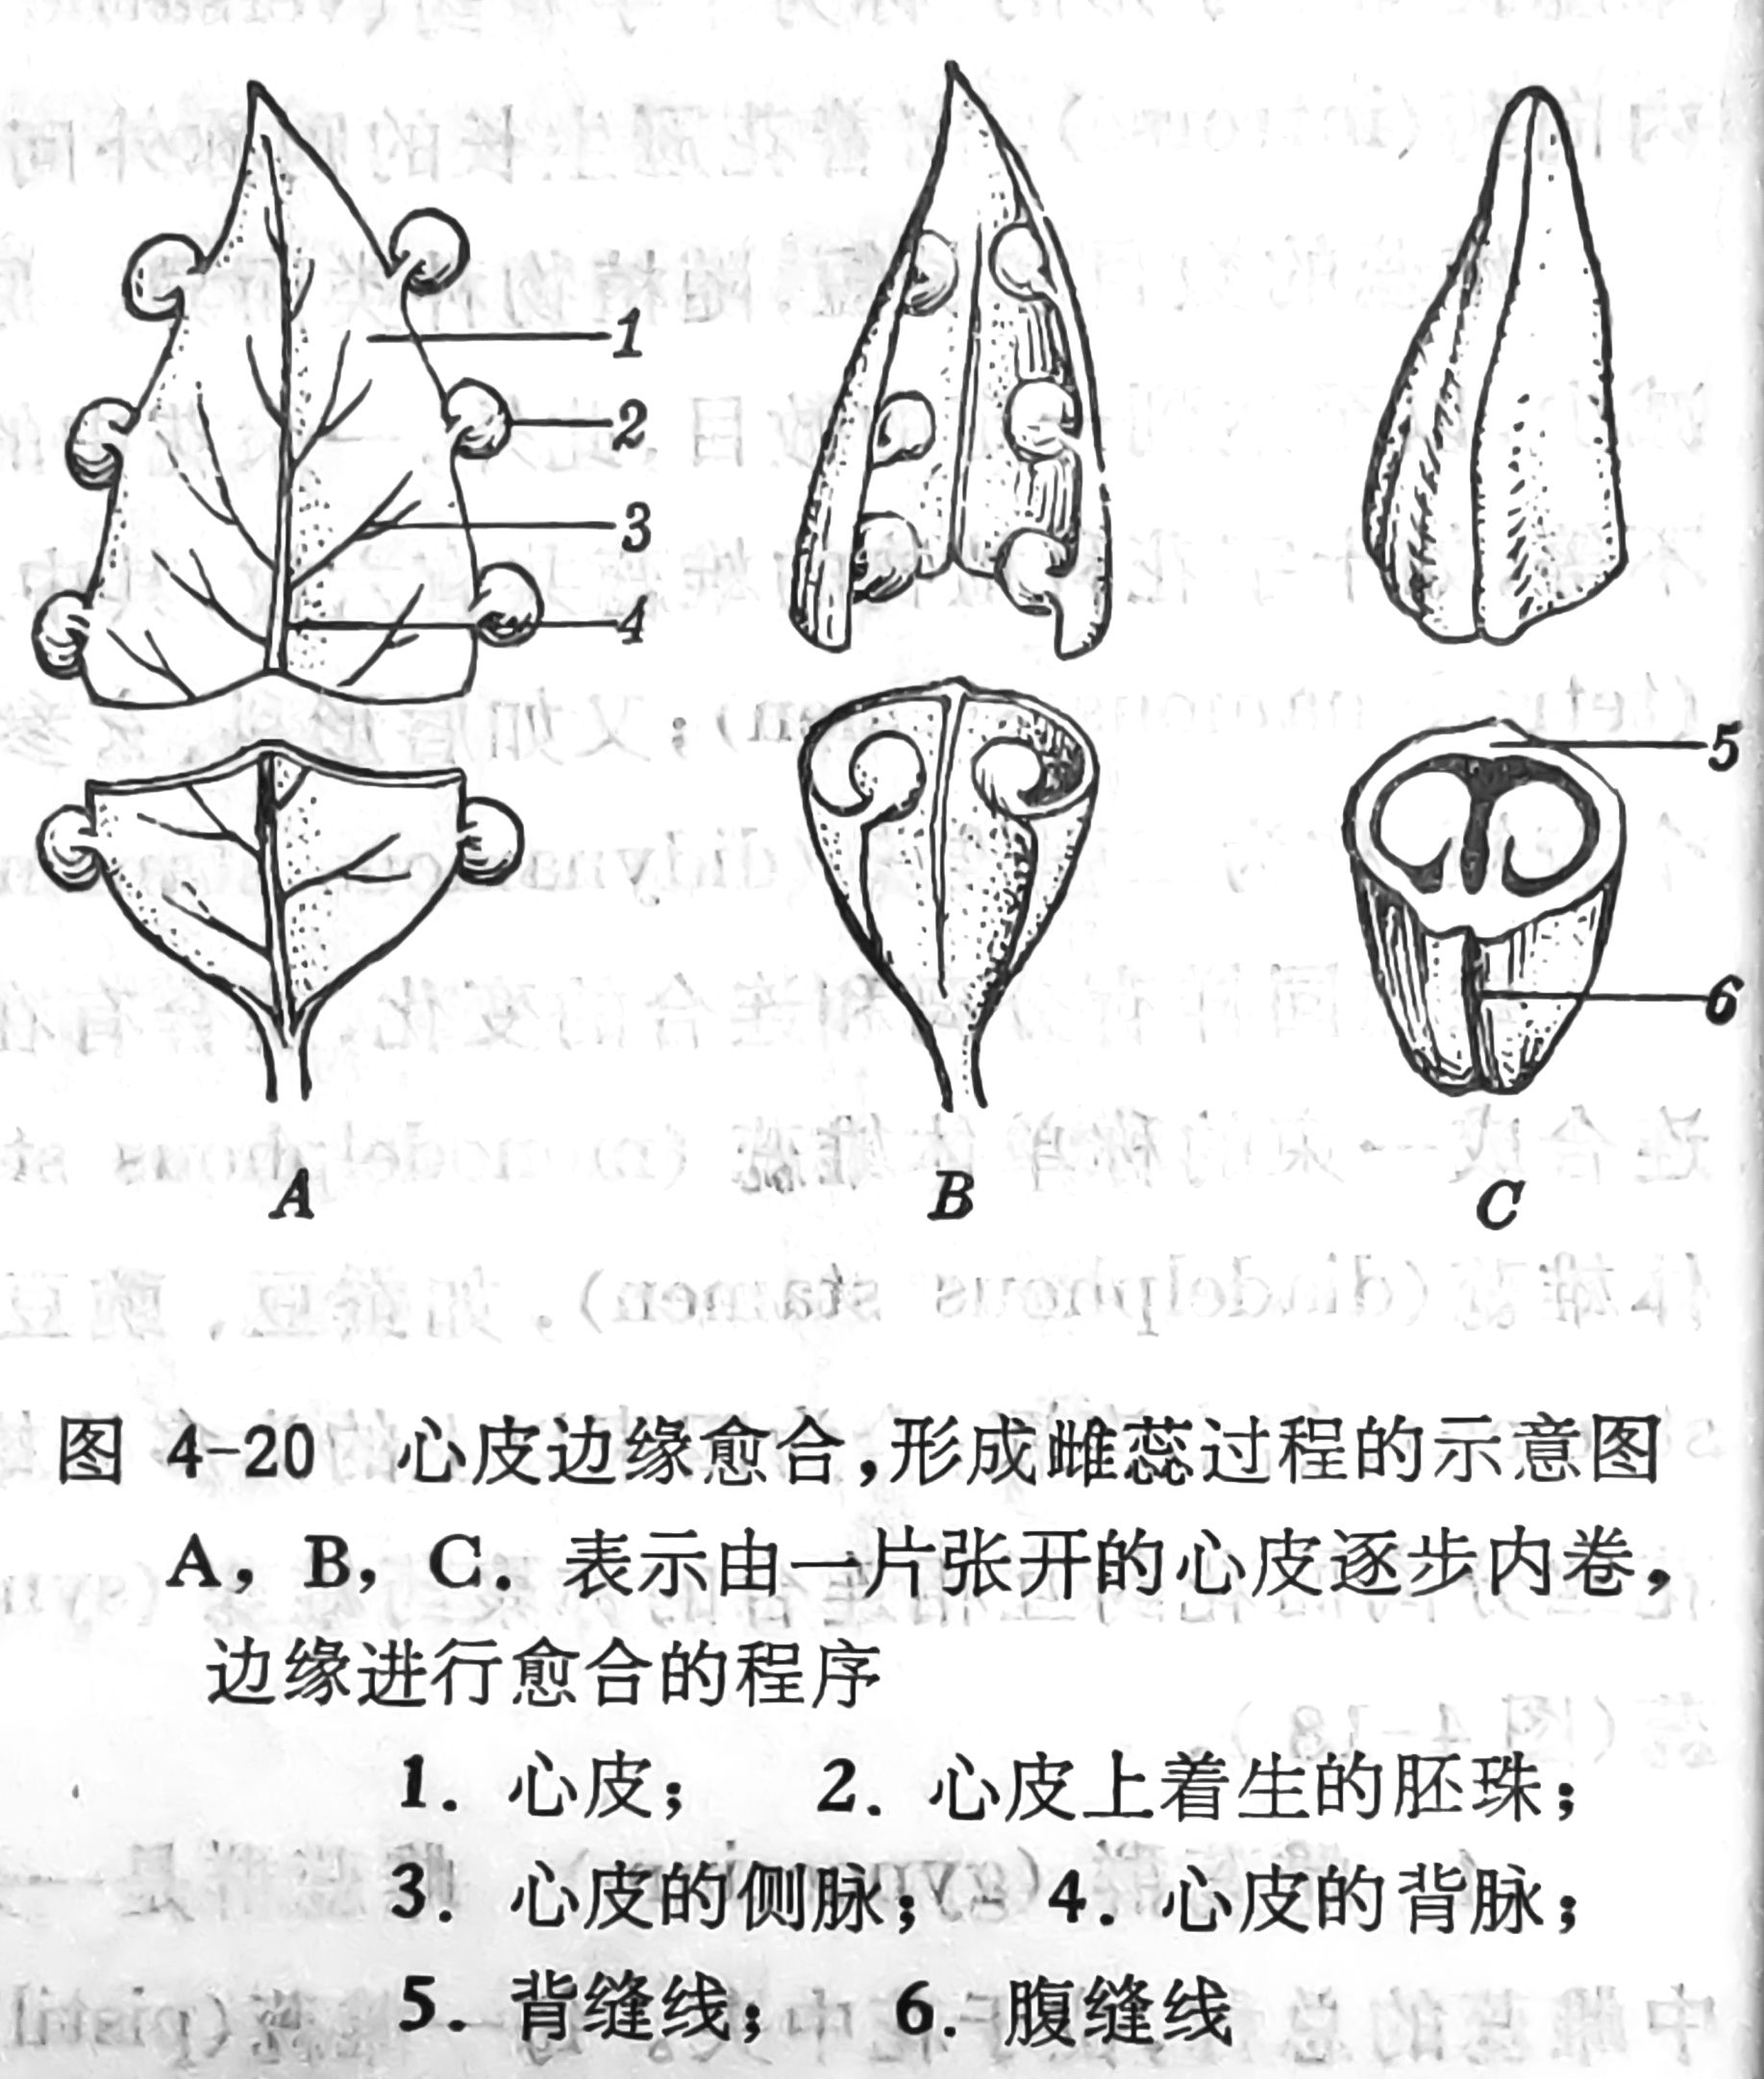 1
2
3
4
5
6
A B C
图 4-20 心皮边缘愈合,形成雌蕊过程的示意图
A,B,C. 表示由一片张开的心皮逐步内卷,
边缘进行愈合的程序
1. 心皮; 2. 心皮上着生的胚珠;
3. 心皮的侧脉; 4. 心皮的背脉;
5. 背缝线; 6. 腹缝线